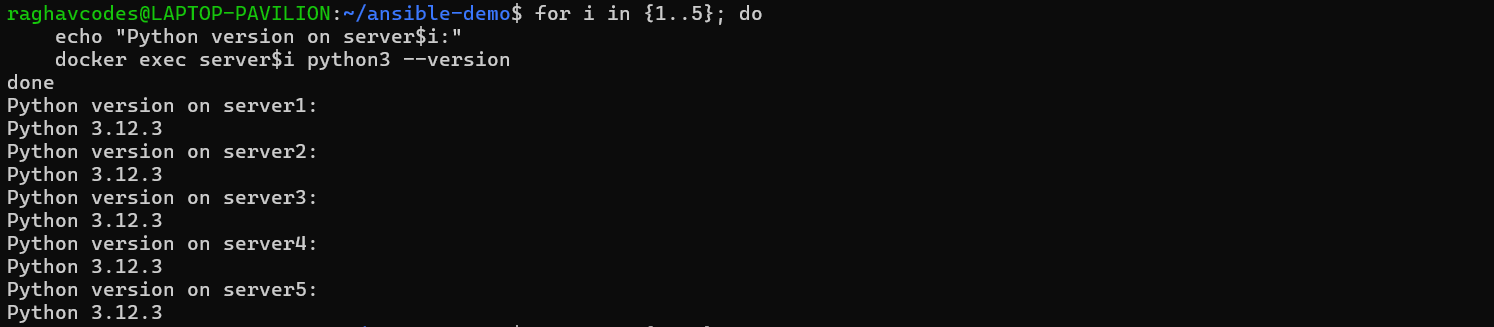 raghavcodes@LAPTOP-PAVILION:~/ansible-demo$ for i in {1..5}; do
    echo "Python version on server$i:"
    docker exec server$i python3 --version
done
Python version on server1:
Python 3.12.3
Python version on server2:
Python 3.12.3
Python version on server3:
Python 3.12.3
Python version on server4:
Python 3.12.3
Python version on server5:
Python 3.12.3